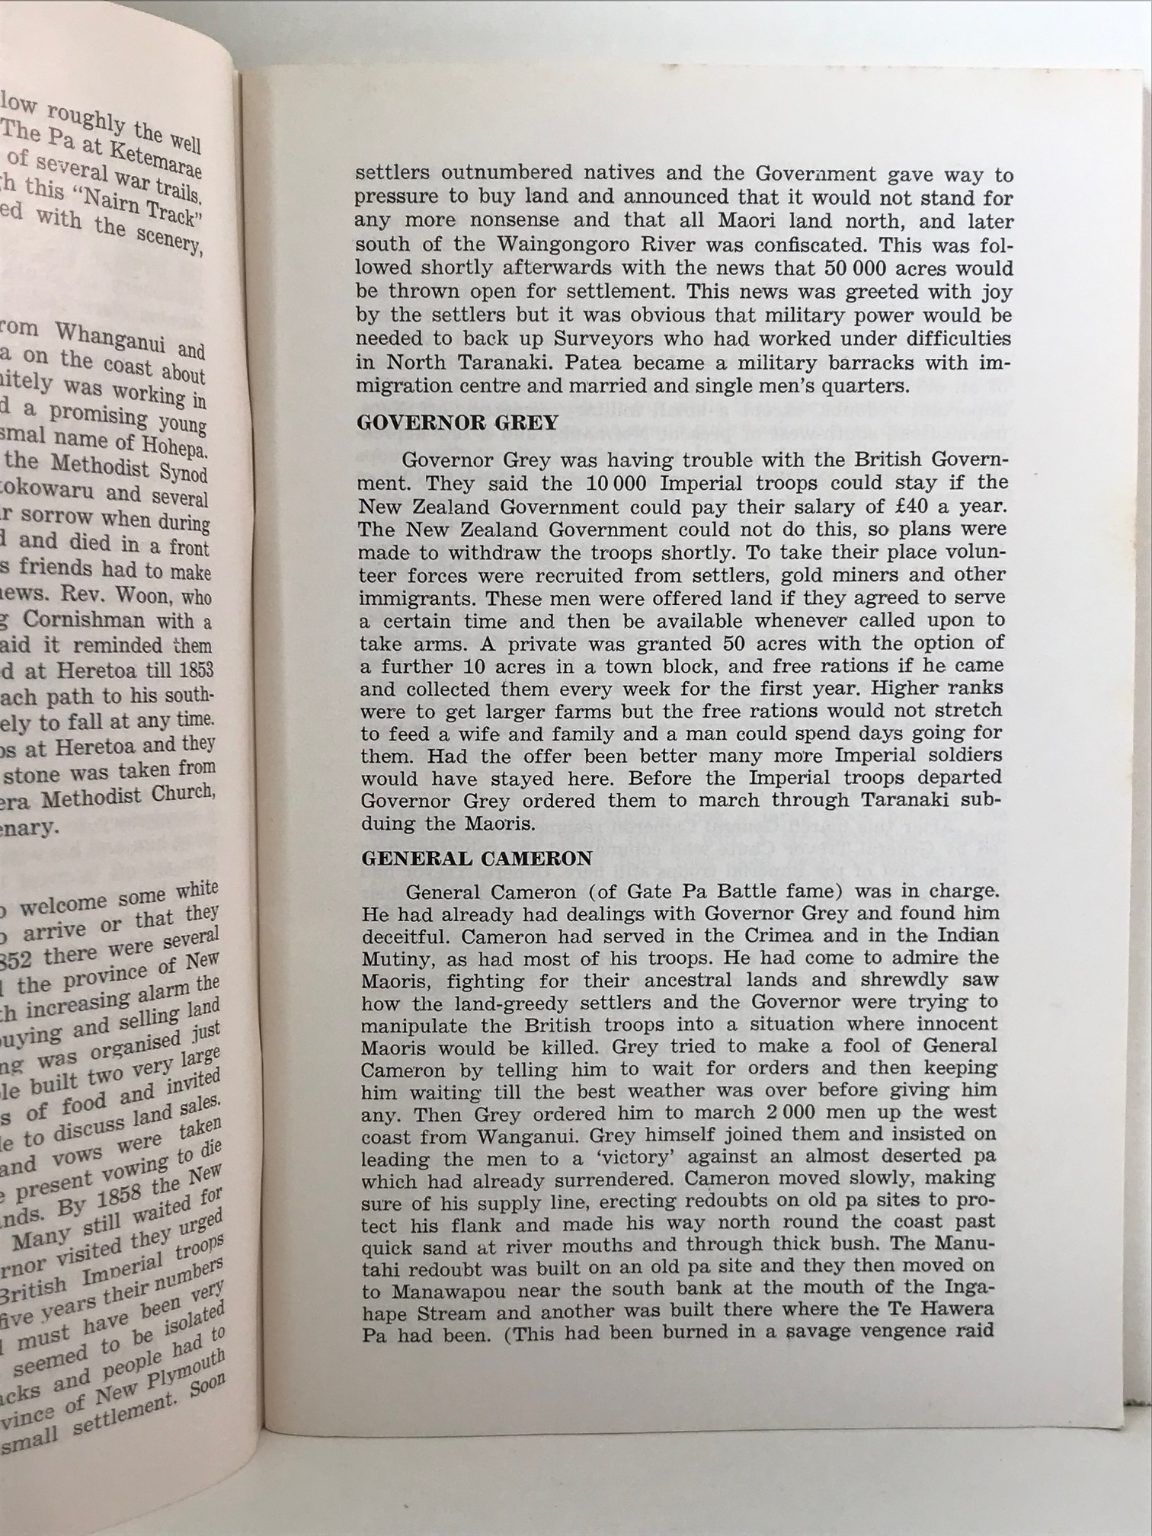 low roughly the well
The Pa at Ketemarae
of several war trails.
h this "Nairn Track"
ed with the scenery,
rom Whanganui and
a on the coast about
nitely was working in
d a promising young
smal name of Hohepa.
the Methodist Synod
tokowaru and several
r sorrow when during
d and died in a front
s friends had to make
news. Rev. Woon, who
g Cornishman with a
aid it reminded them
d at Heretoa till 1853
each path to his south-
ely to fall at any time.
os at Heretoa and they
stone was taken from
era Methodist Church,
enary.
o welcome some white
o arrive or that they
852 there were several
l the province of New
th increasing alarm the
buying and selling land
ng was organised just
le built two very large
s of food and invited
le to discuss land sales.
and vows were taken
e present vowing to die
nds. By 1858 the New
Many still waited for
rnor visited they urged
British Imperial troops
five years their numbers
l must have been very
seemed to be isolated
acks and people had to
vince of New Plymouth
small settlement. Soon
settlers outnumbered natives and the Government gave way to
pressure to buy land and announced that it would not stand for
any more nonsense and that all Maori land north, and later
south of the Waingongoro River was confiscated. This was fol-
lowed shortly afterwards with the news that 50 000 acres would
be thrown open for settlement. This news was greeted with joy
by the settlers but it was obvious that military power would be
needed to back up Surveyors who had worked under difficulties
in North Taranaki. Patea became a military barracks with im-
migration centre and married and single men's quarters.
GOVERNOR GREY
Governor Grey was having trouble with the British Govern-
ment. They said the 10 000 Imperial troops could stay if the
New Zealand Government could pay their salary of £40 a year.
The New Zealand Government could not do this, so plans were
made to withdraw the troops shortly. To take their place volun-
teer forces were recruited from settlers, gold miners and other
immigrants. These men were offered land if they agreed to serve
a certain time and then be available whenever called upon to
take arms. A private was granted 50 acres with the option of
a further 10 acres in a town block, and free rations if he came
and collected them every week for the first year. Higher ranks
were to get larger farms but the free rations would not stretch
to feed a wife and family and a man could spend days going for
them. Had the offer been better many more Imperial soldiers
would have stayed here. Before the Imperial troops departed
Governor Grey ordered them to march through Taranaki sub-
duing the Maoris.
GENERAL CAMERON
General Cameron (of Gate Pa Battle fame) was in charge.
He had already had dealings with Governor Grey and found him
deceitful. Cameron had served in the Crimea and in the Indian
Mutiny, as had most of his troops. He had come to admire the
Maoris, fighting for their ancestral lands and shrewdly saw
how the land-greedy settlers and the Governor were trying to
manipulate the British troops into a situation where innocent
Maoris would be killed. Grey tried to make a fool of General
Cameron by telling him to wait for orders and then keeping
him waiting till the best weather was over before giving him
any. Then Grey ordered him to march 2 000 men up the west
coast from Wanganui. Grey himself joined them and insisted on
leading the men to a 'victory' against an almost deserted pa
which had already surrendered. Cameron moved slowly, making
sure of his supply line, erecting redoubts on old pa sites to pro-
tect his flank and made his way north round the coast past
quick sand at river mouths and through thick bush. The Manu-
tahi redoubt was built on an old pa site and they then moved on
to Manawapou near the south bank at the mouth of the Inga-
hape Stream and another was built there where the Te Hawera
Pa had been. (This had been burned in a savage vengence raid